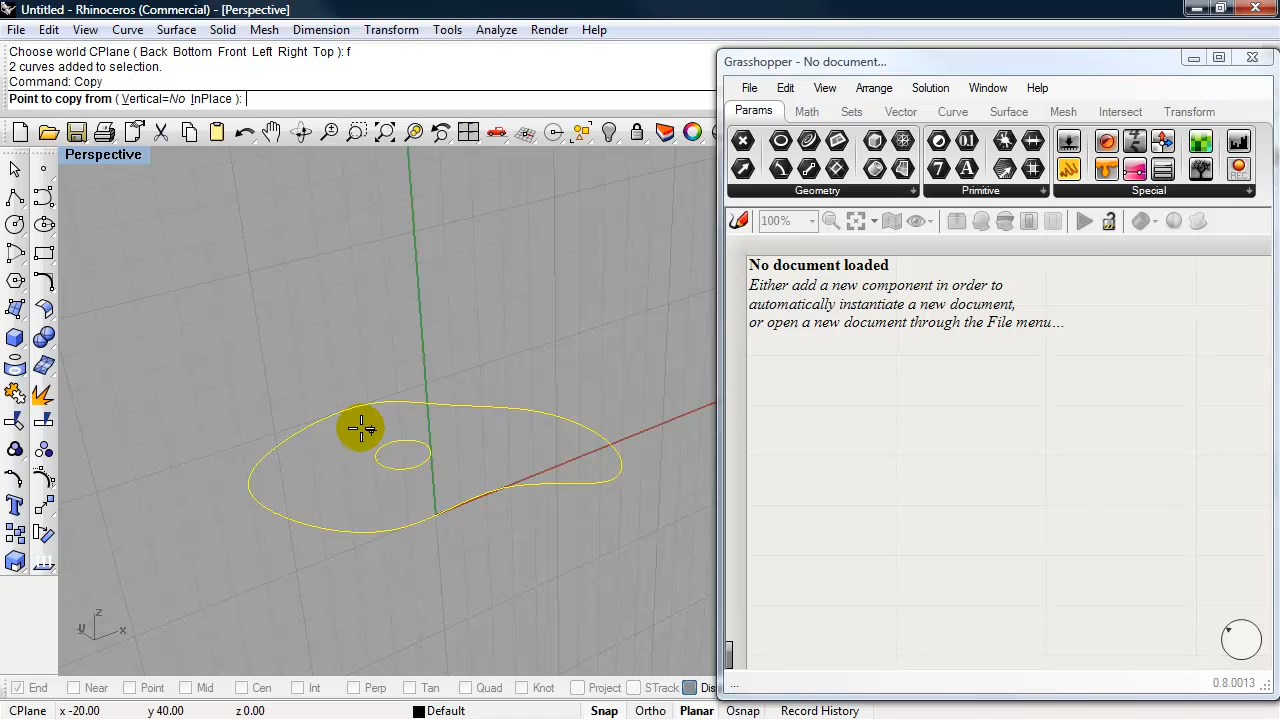 Untitled - Rhinoceros (Commercial) - [Perspective]
File Edit View Curve Surface Solid Mesh Dimension Transform Tools Analyze Render Help
Choose world CPlane ( Back Bottom Front Left Right Top ): f
2 curves added to selection.
Command: Copy
Point to copy from ( Vertical=No InPlace ):
Perspective
z
y x
Grasshopper - No document...
File Edit View Arrange Solution Window Help
Params Math Sets Vector Curve Surface Mesh Intersect Transform
0.1
7 A
REC
Geometry Primitive Special
100%
No document loaded
Either add a new component in order to
automatically instantiate a new document,
or open a new document through the File menu…
... 0.8.0013
End Near Point Mid Cen Int Perp Tan Quad Knot Project STrack Dis
CPlane x -20.00 y 40.00 z 0.00 Default Snap Ortho Planar Osnap Record History